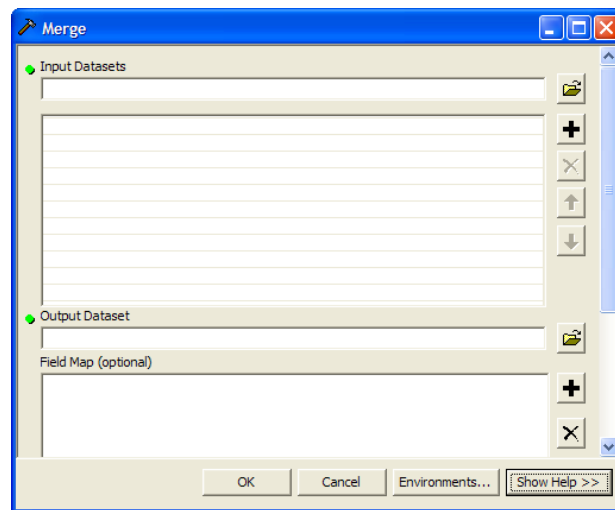 Merge
Input Datasets
Output Dataset
Field Map (optional)
OK
Cancel
Environments...
Show Help >>